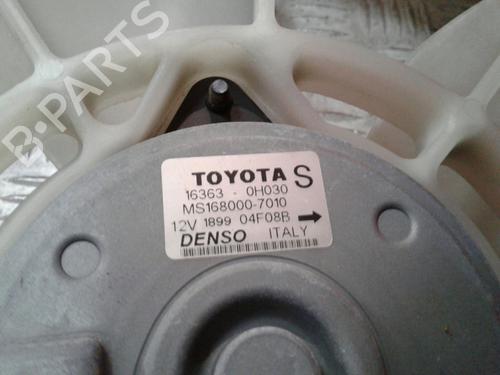 B-PARTS
TOYOTA S
16363 - 0H030
MS168000-7010
12V 1899 04F08B
DENSO ITALY